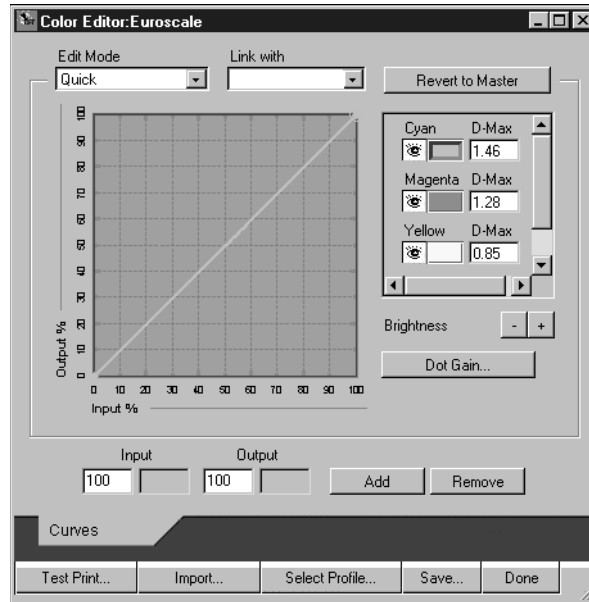 Color Editor:Euroscale
Edit Mode
Link with
Quick
Revert to Master
100
90
80
70
60
50
40
30
20
10
0
Output %
0 10 20 30 40 50 60 70 80 90 100
Input %
Cyan D-Max
1.46
Magenta D-Max
1.28
Yellow D-Max
0.85
Brightness - +
Dot Gain...
Input Output
100 100 Add Remove
Curves
Test Print... Import... Select Profile... Save... Done